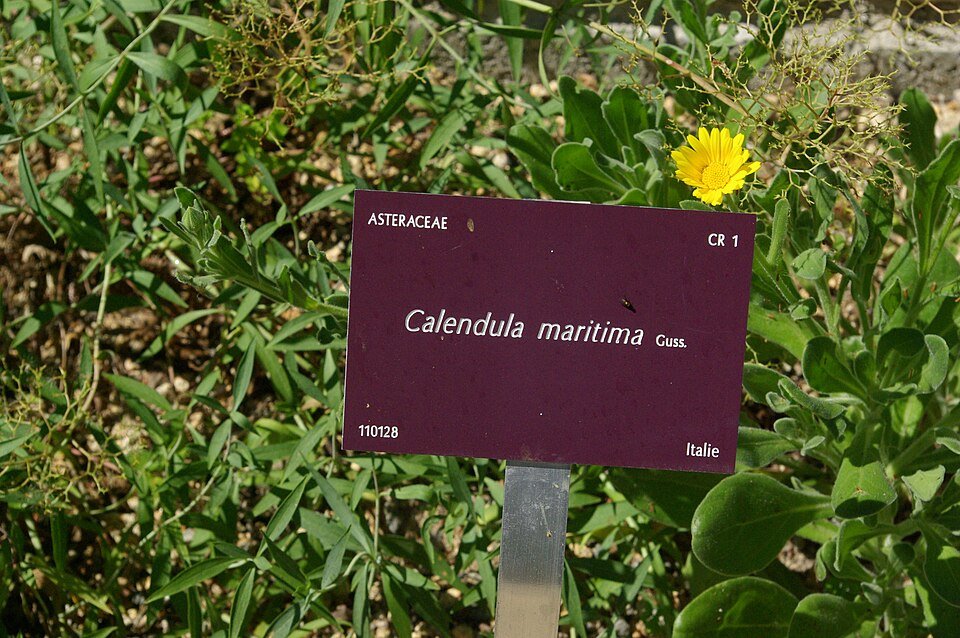 ASTERACEAE
CR 1
Calendula maritima Guss.
110128
Italie